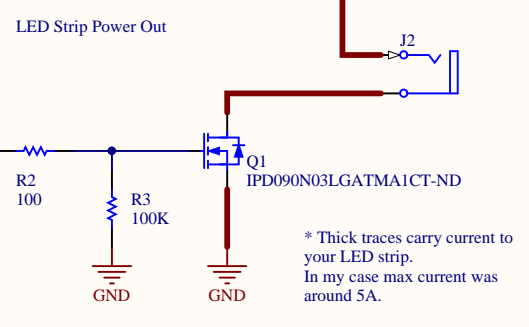 LED Strip Power Out
J2
Q1
IPD090N03LGATMA1CT-ND
R2
100
R3
100K
* Thick traces carry current to
your LED strip.
In my case max current was
around 5A.
GND
GND